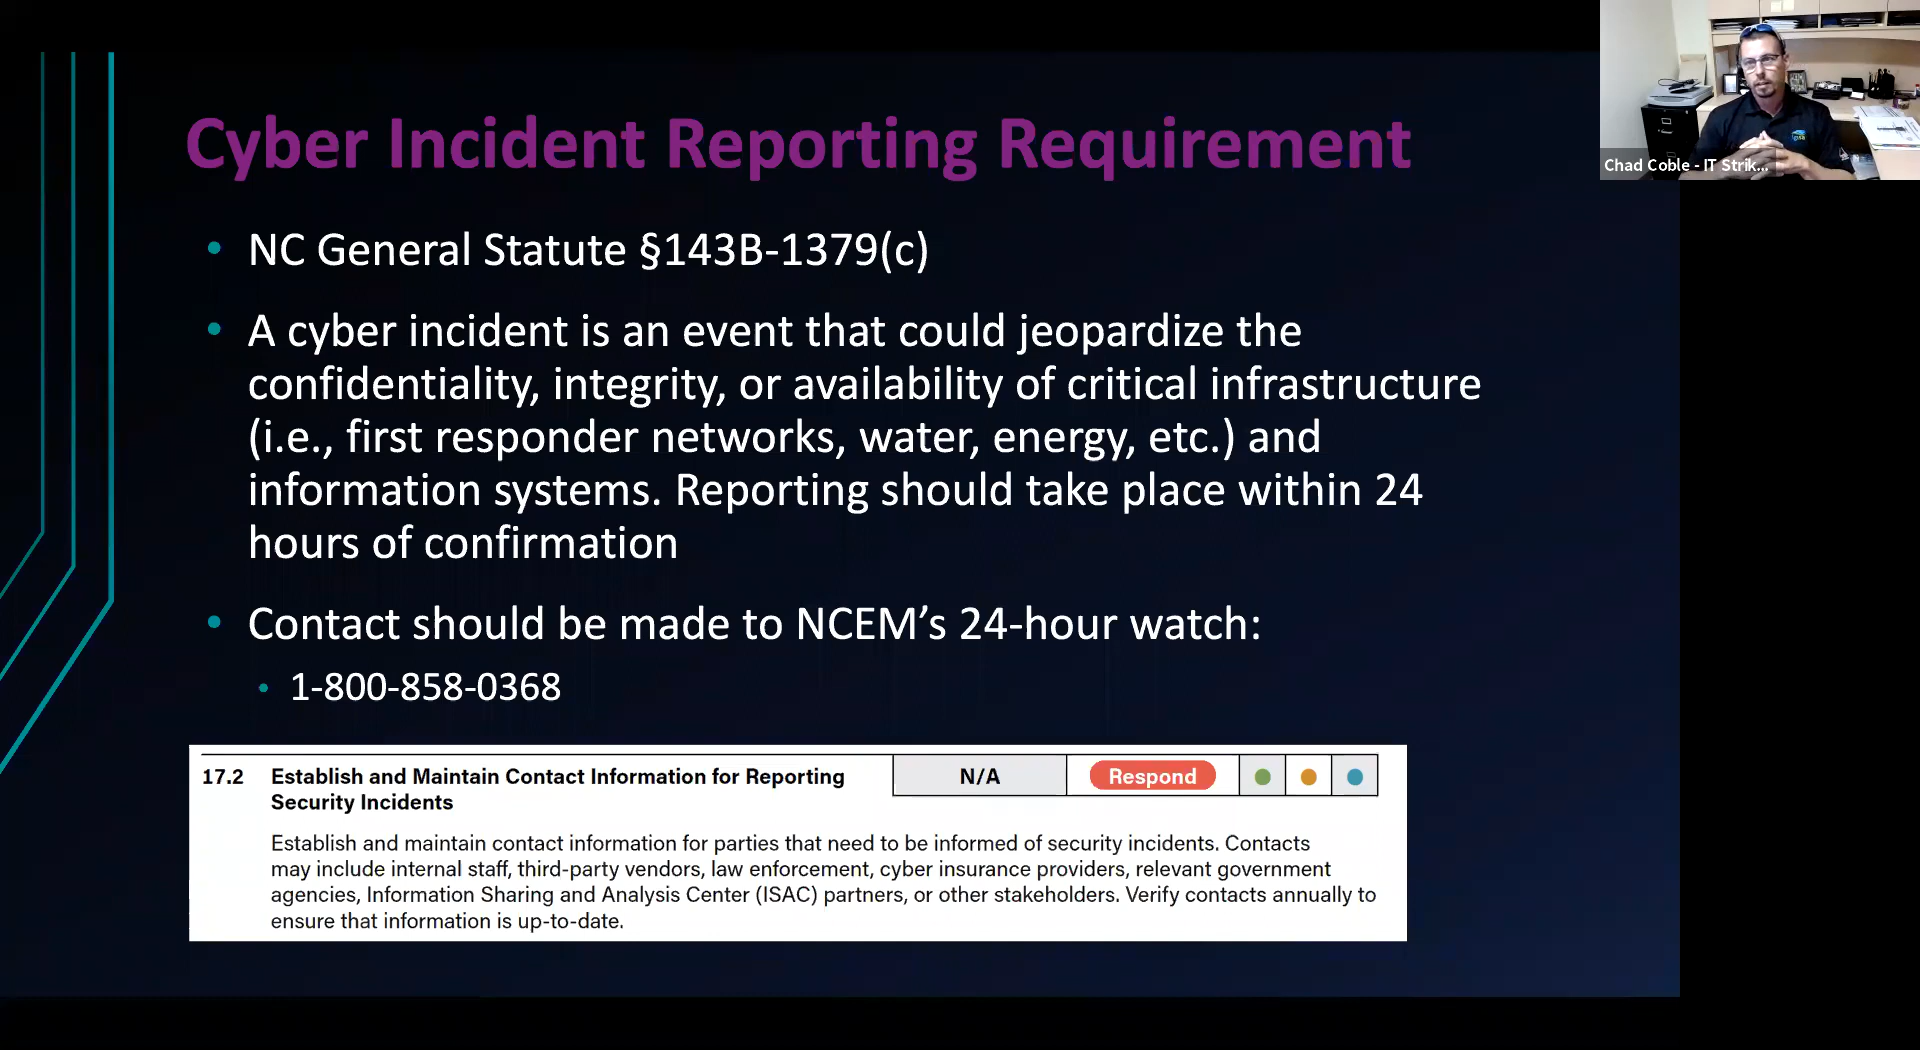 Cyber Incident Reporting Requirement
• NC General Statute §143B-1379(c)
• A cyber incident is an event that could jeopardize the
confidentiality, integrity, or availability of critical infrastructure
(i.e., first responder networks, water, energy, etc.) and
information systems. Reporting should take place within 24
hours of confirmation
• Contact should be made to NCEM’s 24-hour watch:
• 1-800-858-0368
17.2 Establish and Maintain Contact Information for Reporting
Security Incidents
N/A Respond
Establish and maintain contact information for parties that need to be informed of security incidents. Contacts
may include internal staff, third-party vendors, law enforcement, cyber insurance providers, relevant government
agencies, Information Sharing and Analysis Center (ISAC) partners, or other stakeholders. Verify contacts annually to
ensure that information is up-to-date.
Chad Coble - IT Strik...